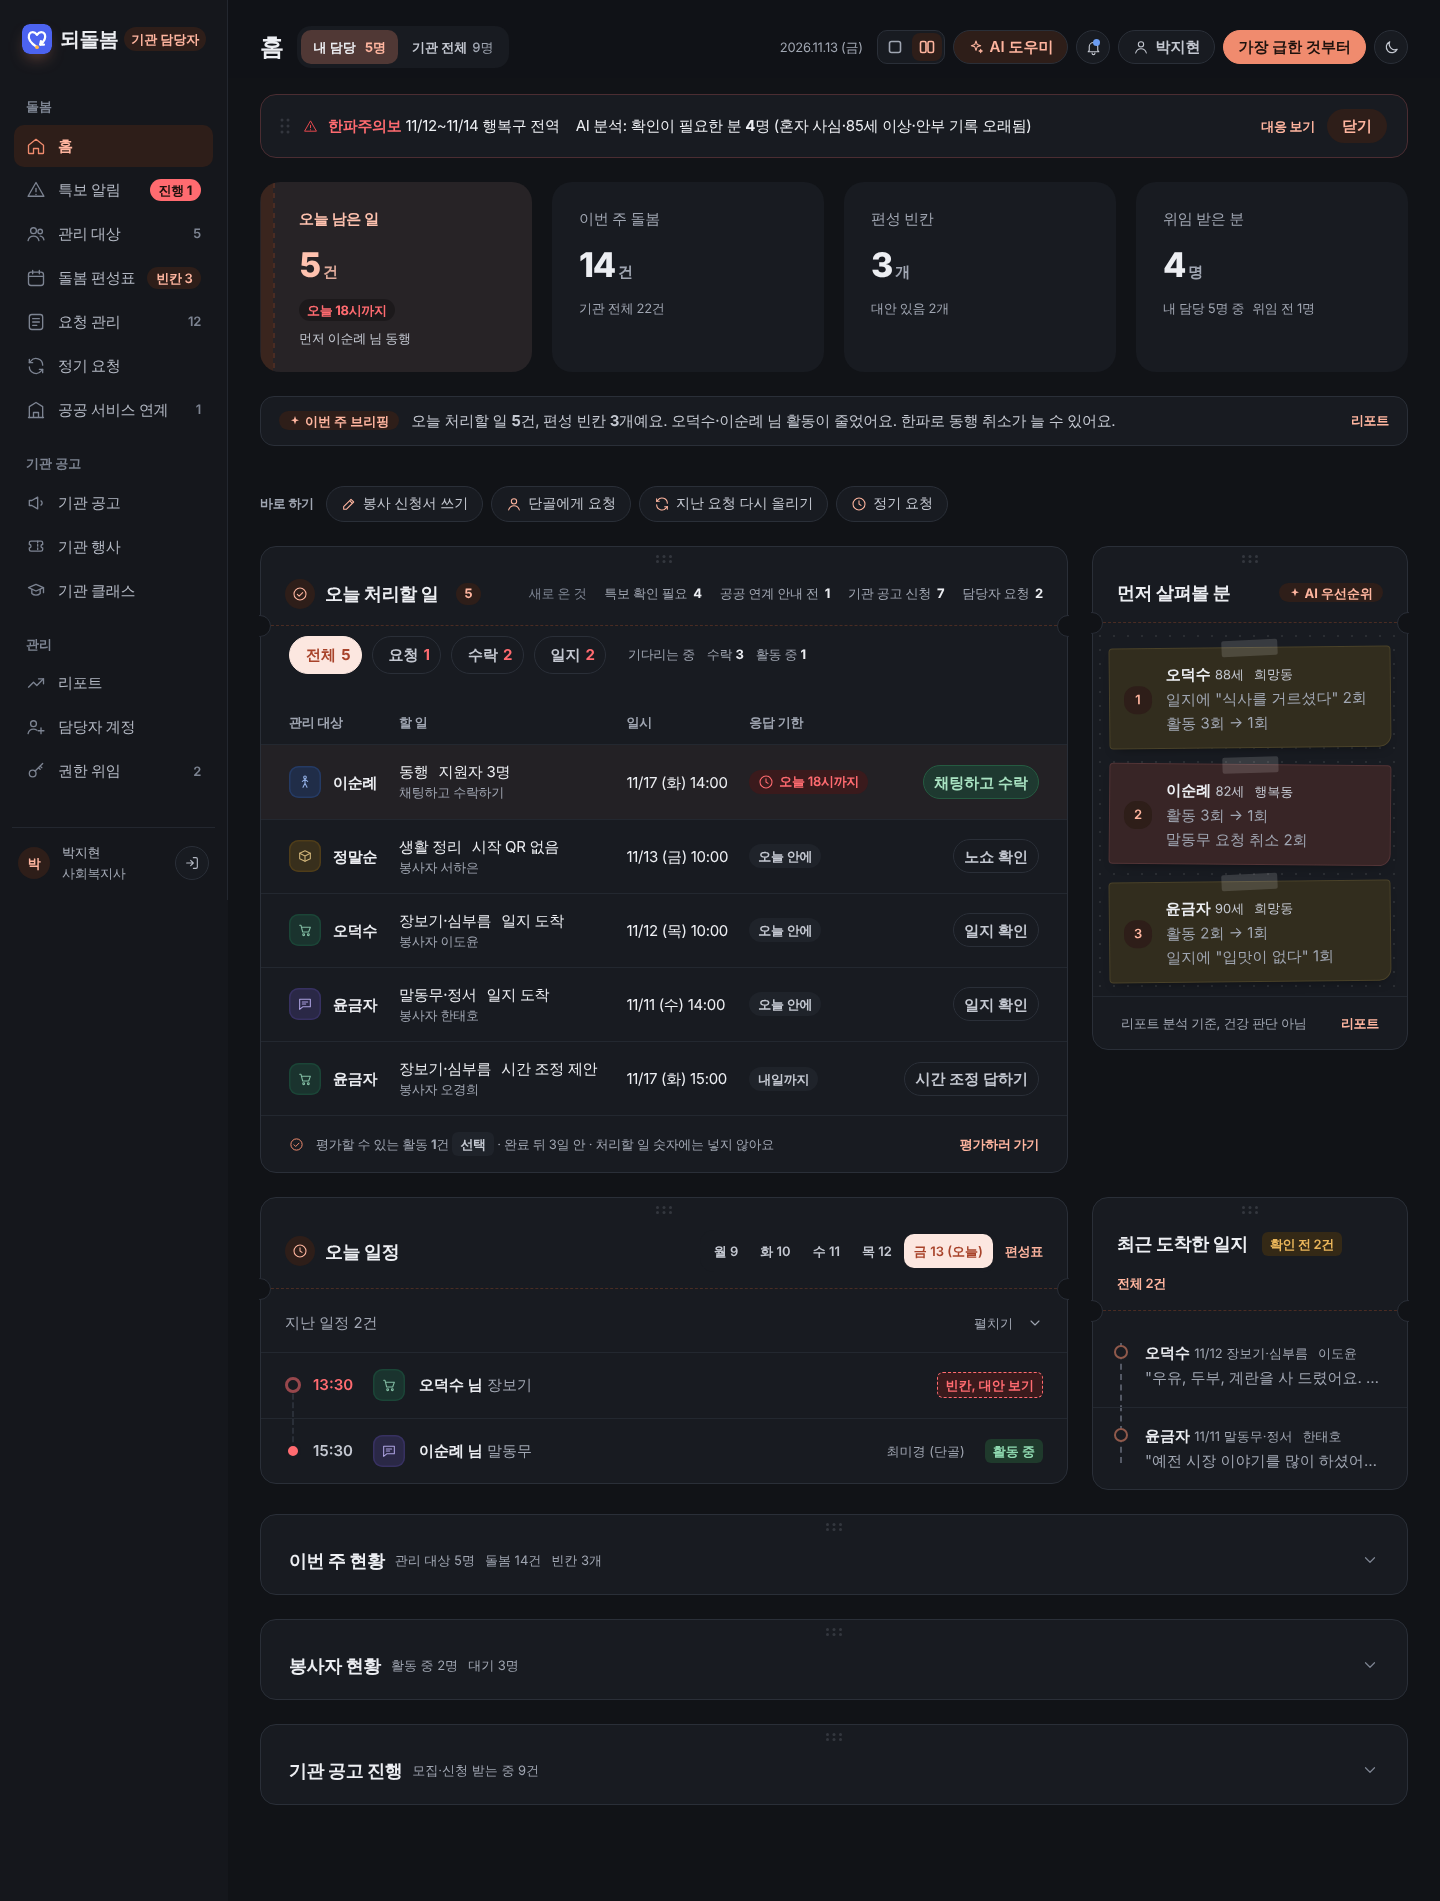 되돌봄 기관 담당자
돌봄
홈
특보 알림 진행 1
관리 대상 5
돌봄 편성표 빈칸 3
요청 관리 12
정기 요청
공공 서비스 연계 1
기관 공고
기관 공고
기관 행사
기관 클래스
관리
리포트
담당자 계정
권한 위임 2
박 박지현
사회복지사
홈 내 담당 5명 기관 전체 9명
2026.11.13 (금) AI 도우미 박지현 가장 급한 것부터
한파주의보 11/12~11/14 행복구 전역 AI 분석: 확인이 필요한 분 4명 (혼자 사심·85세 이상·안부 기록 오래됨) 대응 보기 닫기
오늘 남은 일
5건
오늘 18시까지
먼저 이순례 님 동행
이번 주 돌봄
14건
기관 전체 22건
편성 빈칸
3개
대안 있음 2개
위임 받은 분
4명
내 담당 5명 중 위임 전 1명
이번 주 브리핑 오늘 처리할 일 5건, 편성 빈칸 3개예요. 오덕수·이순례 님 활동이 줄었어요. 한파로 동행 취소가 늘 수 있어요. 리포트
바로 하기 봉사 신청서 쓰기 단골에게 요청 지난 요청 다시 올리기 정기 요청
오늘 처리할 일 5 새로 온 것 특보 확인 필요 4 공공 연계 안내 전 1 기관 공고 신청 7 담당자 요청 2
전체 5 요청 1 수락 2 일지 2 기다리는 중 수락 3 활동 중 1
관리 대상 할 일 일시 응답 기한
이순례 동행 지원자 3명 11/17 (화) 14:00 오늘 18시까지 채팅하고 수락
채팅하고 수락하기
정말순 생활 정리 시작 QR 없음 11/13 (금) 10:00 오늘 안에 노쇼 확인
봉사자 서하은
오덕수 장보기·심부름 일지 도착 11/12 (목) 10:00 오늘 안에 일지 확인
봉사자 이도윤
윤금자 말동무·정서 일지 도착 11/11 (수) 14:00 오늘 안에 일지 확인
봉사자 한태호
윤금자 장보기·심부름 시간 조정 제안 11/17 (화) 15:00 내일까지 시간 조정 답하기
봉사자 오경희
평가할 수 있는 활동 1건 선택 · 완료 뒤 3일 안 · 처리할 일 숫자에는 넣지 않아요 평가하러 가기
먼저 살펴볼 분 AI 우선순위
1 오덕수 88세 희망동
일지에 "식사를 거르셨다" 2회
활동 3회 → 1회
2 이순례 82세 행복동
활동 3회 → 1회
말동무 요청 취소 2회
3 윤금자 90세 희망동
활동 2회 → 1회
일지에 "입맛이 없다" 1회
리포트 분석 기준, 건강 판단 아님 리포트
오늘 일정 월 9 화 10 수 11 목 12 금 13 (오늘) 편성표
지난 일정 2건 펼치기
13:30 오덕수 님 장보기 빈칸, 대안 보기
15:30 이순례 님 말동무 최미경 (단골) 활동 중
최근 도착한 일지 확인 전 2건
전체 2건
오덕수 11/12 장보기·심부름 이도윤
"우유, 두부, 계란을 사 드렸어요. ...
윤금자 11/11 말동무·정서 한태호
"예전 시장 이야기를 많이 하셨어...
이번 주 현황 관리 대상 5명 돌봄 14건 빈칸 3개
봉사자 현황 활동 중 2명 대기 3명
기관 공고 진행 모집·신청 받는 중 9건